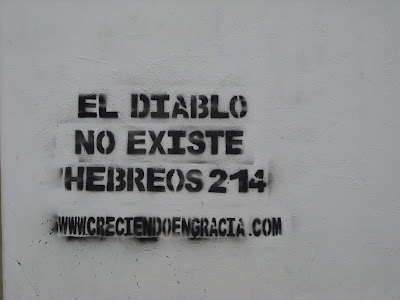 EL DIABLO
NO EXISTE
HEBREOS 214
WWW.CRECIENDOENGRACIA.COM